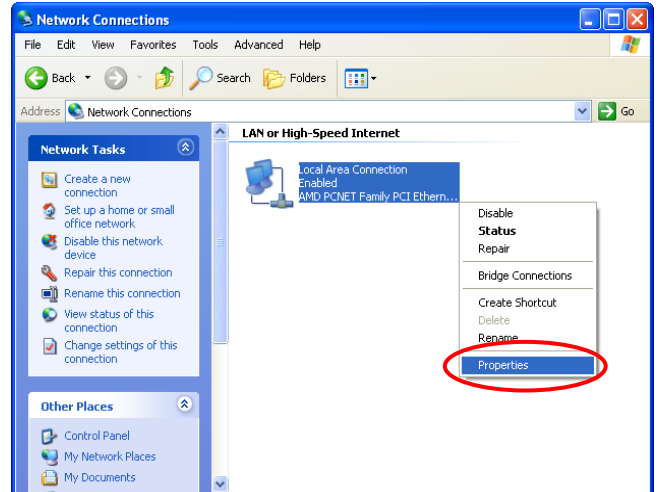 Network Connections
File Edit View Favorites Tools Advanced Help
Back Search Folders
Address Network Connections Go
Network Tasks
Create a new
connection
Set up a home or small
office network
Disable this network
device
Repair this connection
Rename this connection
View status of this
connection
Change settings of this
connection
Other Places
Control Panel
My Network Places
My Documents
LAN or High-Speed Internet
Local Area Connection
Enabled
AMD PCNET Family PCI Ethern...
Disable
Status
Repair
Bridge Connections
Create Shortcut
Delete
Rename
Properties